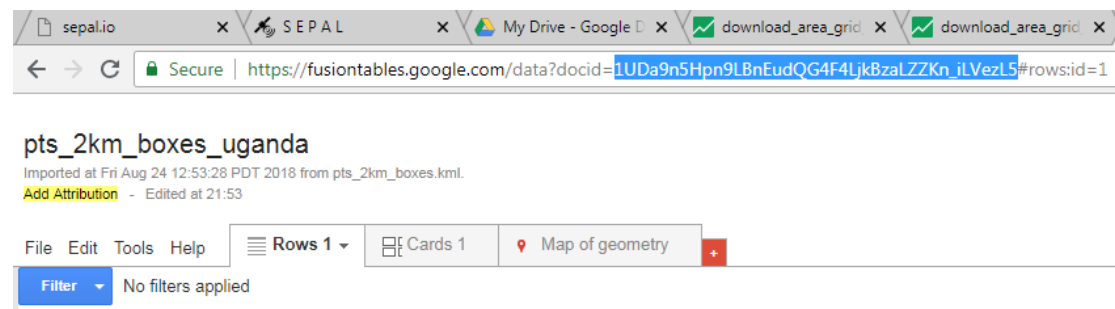 sepal.io × S E P A L × My Drive - Google D × download_area_grid × download_area_grid ×
Secure | https://fusiontables.google.com/data?docid=1UDa9n5Hpn9LBnEudQG4F4LjkBzaLZZKn_iLVezL5#rows:id=1
pts_2km_boxes_uganda
Imported at Fri Aug 24 12:53:28 PDT 2018 from pts_2km_boxes.kml.
Add Attribution - Edited at 21:53
File Edit Tools Help Rows 1 Cards 1 Map of geometry +
Filter No filters applied